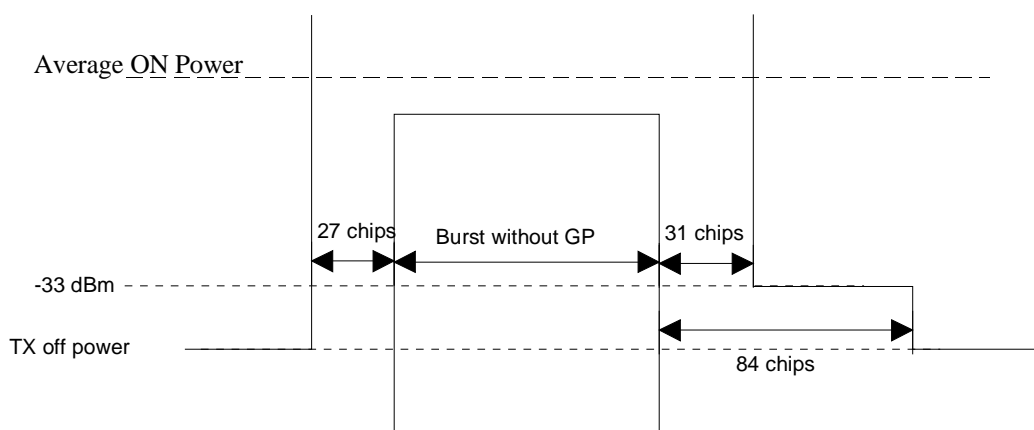 Average ON Power
27 chips
Burst without GP
31 chips
-33 dBm
TX off power
84 chips